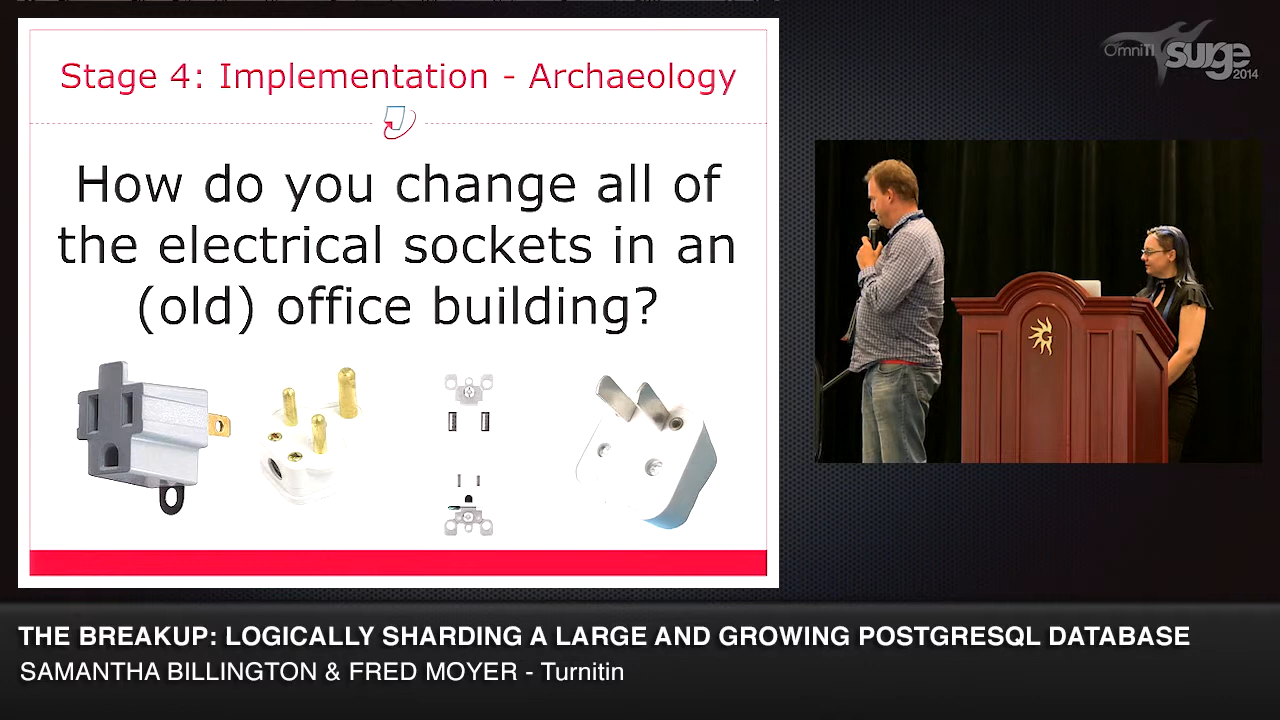 Stage 4: Implementation - Archaeology
How do you change all of
the electrical sockets in an
(old) office building?
OmniTI
surge
2014
THE BREAKUP: LOGICALLY SHARDING A LARGE AND GROWING POSTGRESQL DATABASE
SAMANTHA BILLINGTON & FRED MOYER - Turnitin